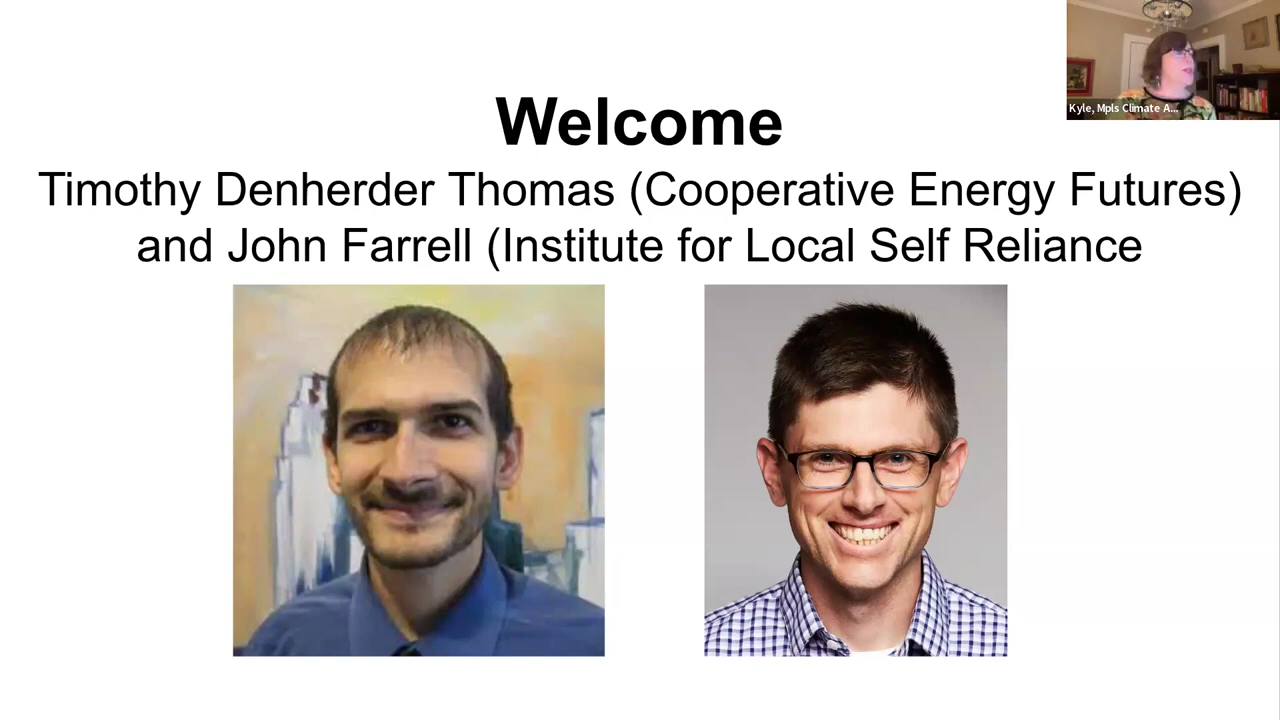 Welcome
Timothy Denherder Thomas (Cooperative Energy Futures)
and John Farrell (Institute for Local Self Reliance
Kyle, Mpls Climate A...